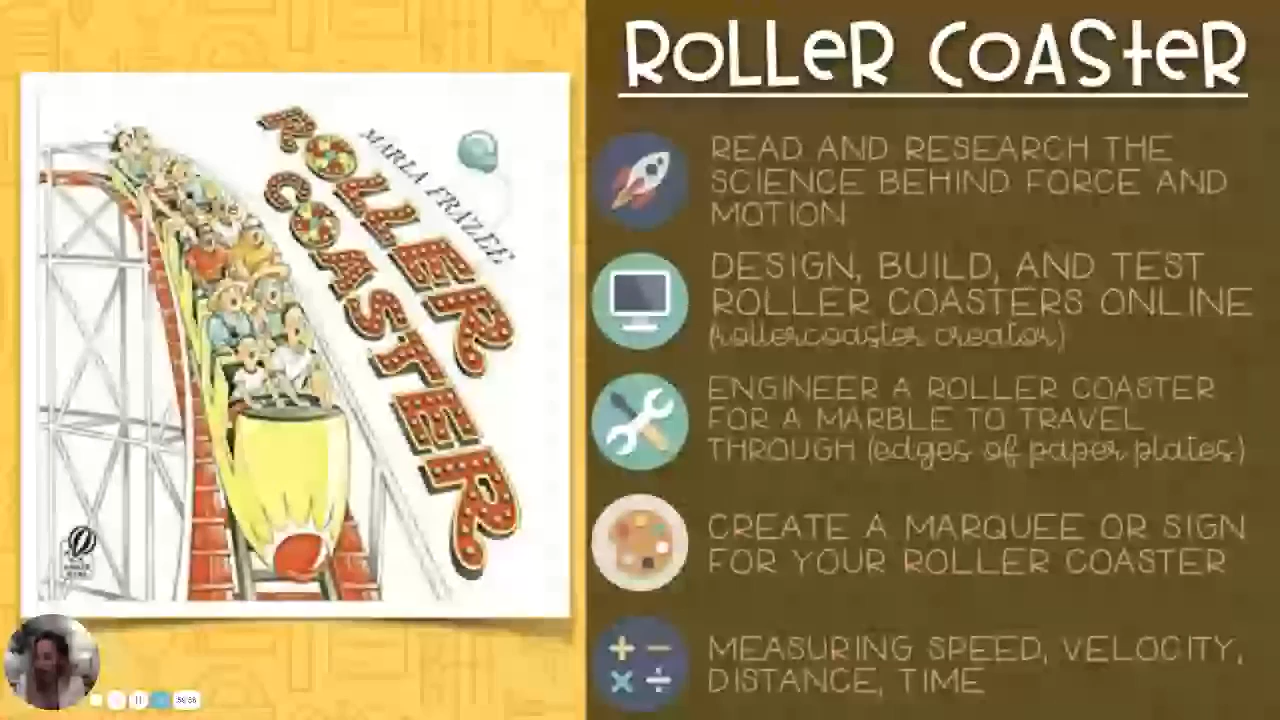 ROLLER COASTER
MARLA FRAZEE
ROLLER COASTER
READ AND RESEARCH THE
SCIENCE BEHIND FORCE AND
MOTION
DESIGN, BUILD, AND TEST
ROLLER COASTERS ONLINE
(rollercoaster creator)
ENGINEER A ROLLER COASTER
FOR A MARBLE TO TRAVEL
THROUGH (edges of paper plates)
CREATE A MARQUEE OR SIGN
FOR YOUR ROLLER COASTER
MEASURING SPEED, VELOCITY,
DISTANCE, TIME